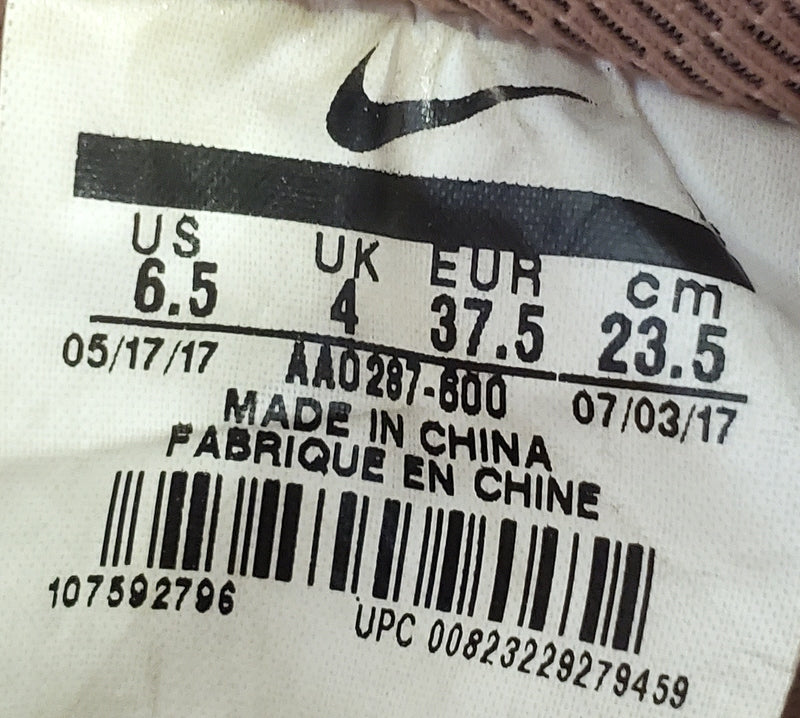 US UK EUR cm
6.5 4 37.5 23.5
05/17/17 AA0287-600 07/03/17
MADE IN CHINA
FABRIQUE EN CHINE
107592796 UPC 00823229279459